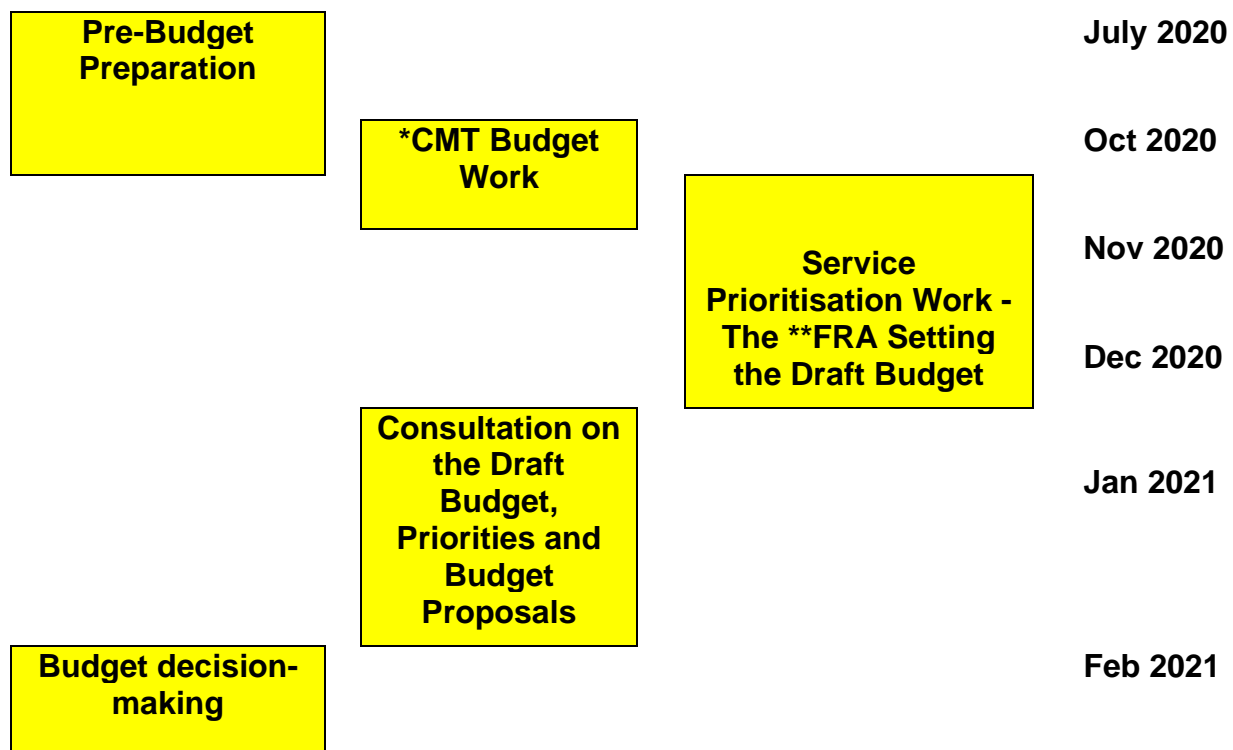 Pre-Budget
Preparation
July 2020
*CMT Budget
Work
Oct 2020
Service
Prioritisation Work -
The **FRA Setting
the Draft Budget
Nov 2020
Dec 2020
Consultation on
the Draft
Budget,
Priorities and
Budget
Proposals
Jan 2021
Budget decision-
making
Feb 2021